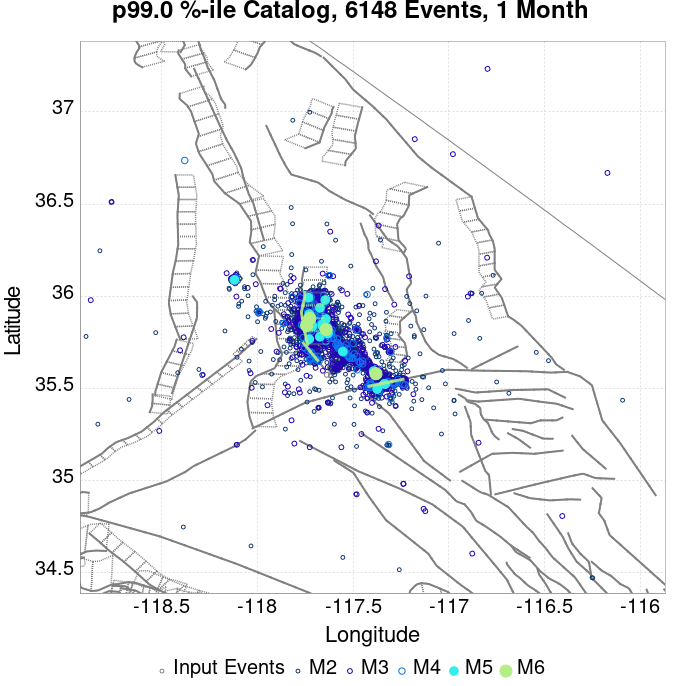 p99.0 %-ile Catalog, 6148 Events, 1 Month
37
36.5
36
35.5
35
34.5
Latitude
-118.5 -118 -117.5 -117 -116.5 -116
Longitude
Input Events M2 M3 M4 M5 M6